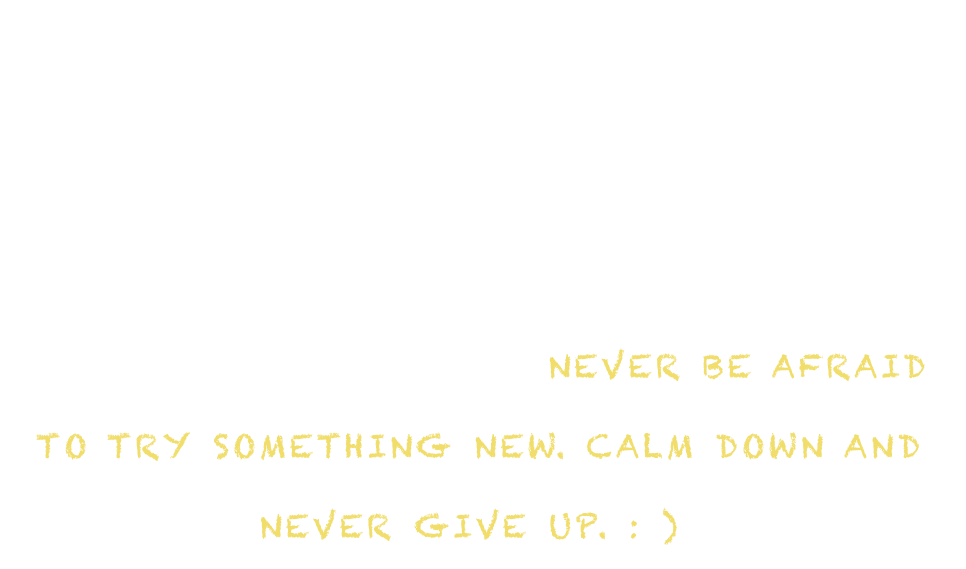 NEVER BE AFRAID
TO TRY SOMETHING NEW. CALM DOWN AND
NEVER GIVE UP. : )